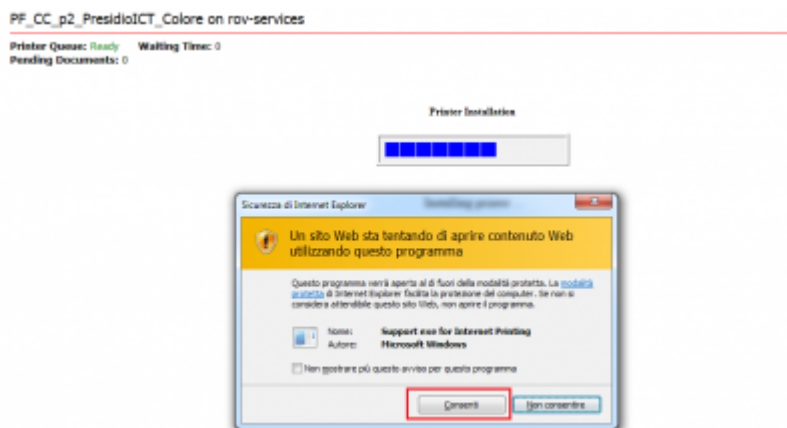 PF_CC_p2_PresidioICT_Colore on rov-services
Printer Queue: Ready Waiting Time: 0
Pending Documents: 0
Printer Installation
Sicurezza di Internet Explorer
Un sito Web sta tentando di aprire contenuto Web
utilizzando questo programma
Questo programma verrà aperto al di fuori della modalità protetta. La modalità
protetta di Internet Explorer facilita la protezione del computer. Se non si
considera attendibile questo sito Web, non aprire il programma.
Nome: Support exe for Internet Printing
Autore: Microsoft Windows
Non mostrare più questo avviso per questo programma
Consenti Non consentire